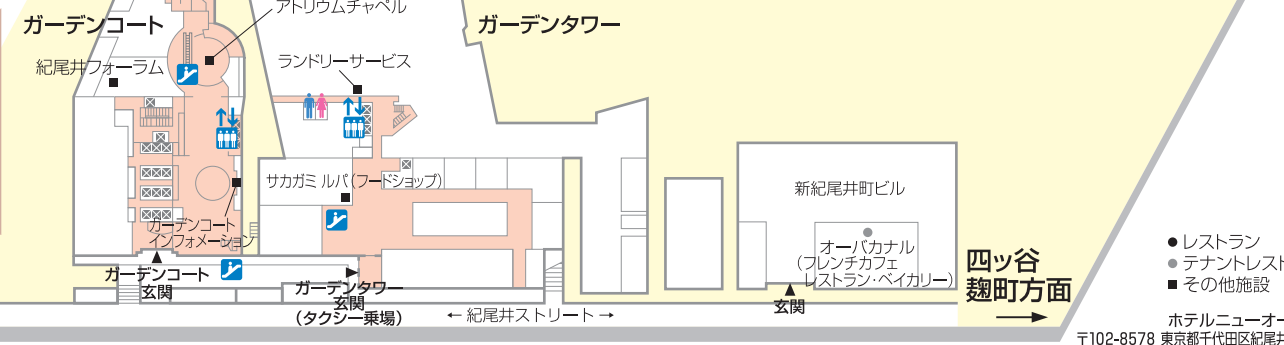 アトリウムチャペル
ガーデンコート
ガーデンタワー
紀尾井フォーラム
ランドリーサービス
サカガミ ルパ(フードショップ)
新紀尾井町ビル
ガーデンコート
インフォメーション
オーバカナル
(フレンチカフェ
レストラン・ベイカリー)
ガーデンコート
玄関
ガーデンタワー
玄関
(タクシー乗場)
← 紀尾井ストリート →
玄関
四ッ谷
麹町方面
● レストラン
● テナントレスト
■ その他施設
ホテルニューオー
〒102-8578 東京都千代田区紀尾井